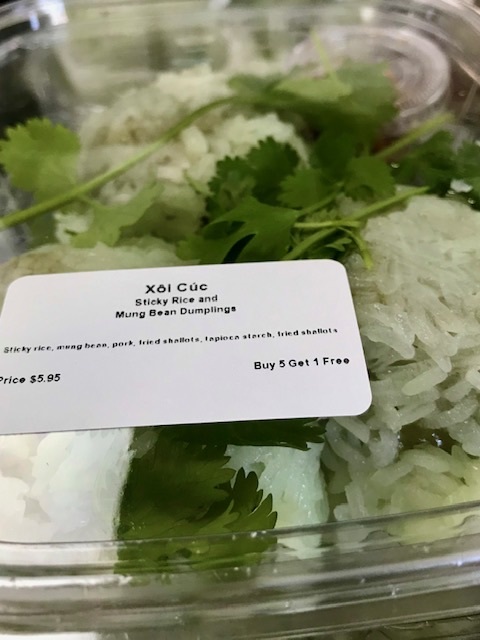 Xôi Cúc
Sticky Rice and
Mung Bean Dumplings
Sticky rice, mung bean, pork, fried shallots, tapioca starch, fried shallots
Price $5.95
Buy 5 Get 1 Free